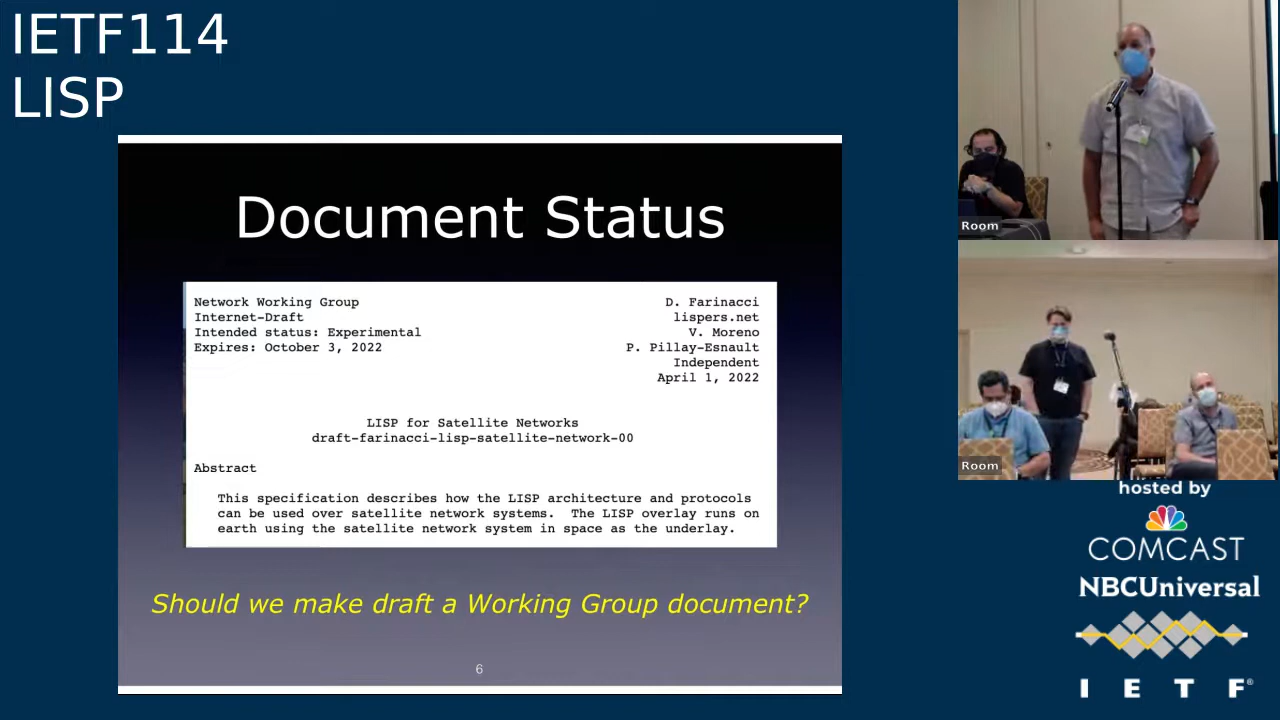 IETF114
LISP
Document Status
Network Working Group D. Farinacci
Internet-Draft lispers.net
Intended status: Experimental V. Moreno
Expires: October 3, 2022 P. Pillay-Esnault
Independent
April 1, 2022
LISP for Satellite Networks
draft-farinacci-lisp-satellite-network-00
Abstract
This specification describes how the LISP architecture and protocols
can be used over satellite network systems. The LISP overlay runs on
earth using the satellite network system in space as the underlay.
Should we make draft a Working Group document?
6
Room
Room
hosted by
COMCAST
NBCUniversal
I E T F®